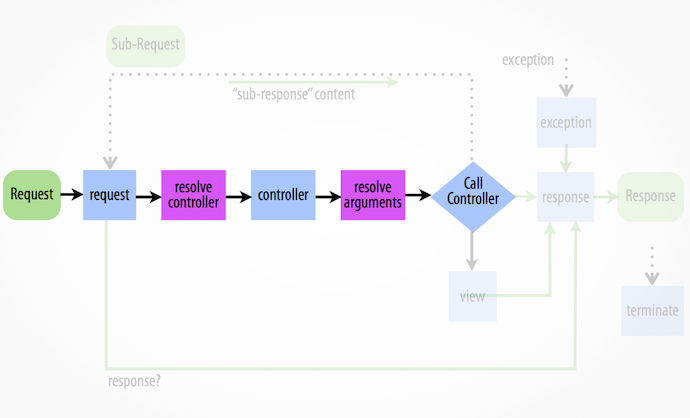 Sub-Request
exception
“sub-response” content
exception
Request
request
resolve
controller
controller
resolve
arguments
Call
Controller
response
Response
view
terminate
response?